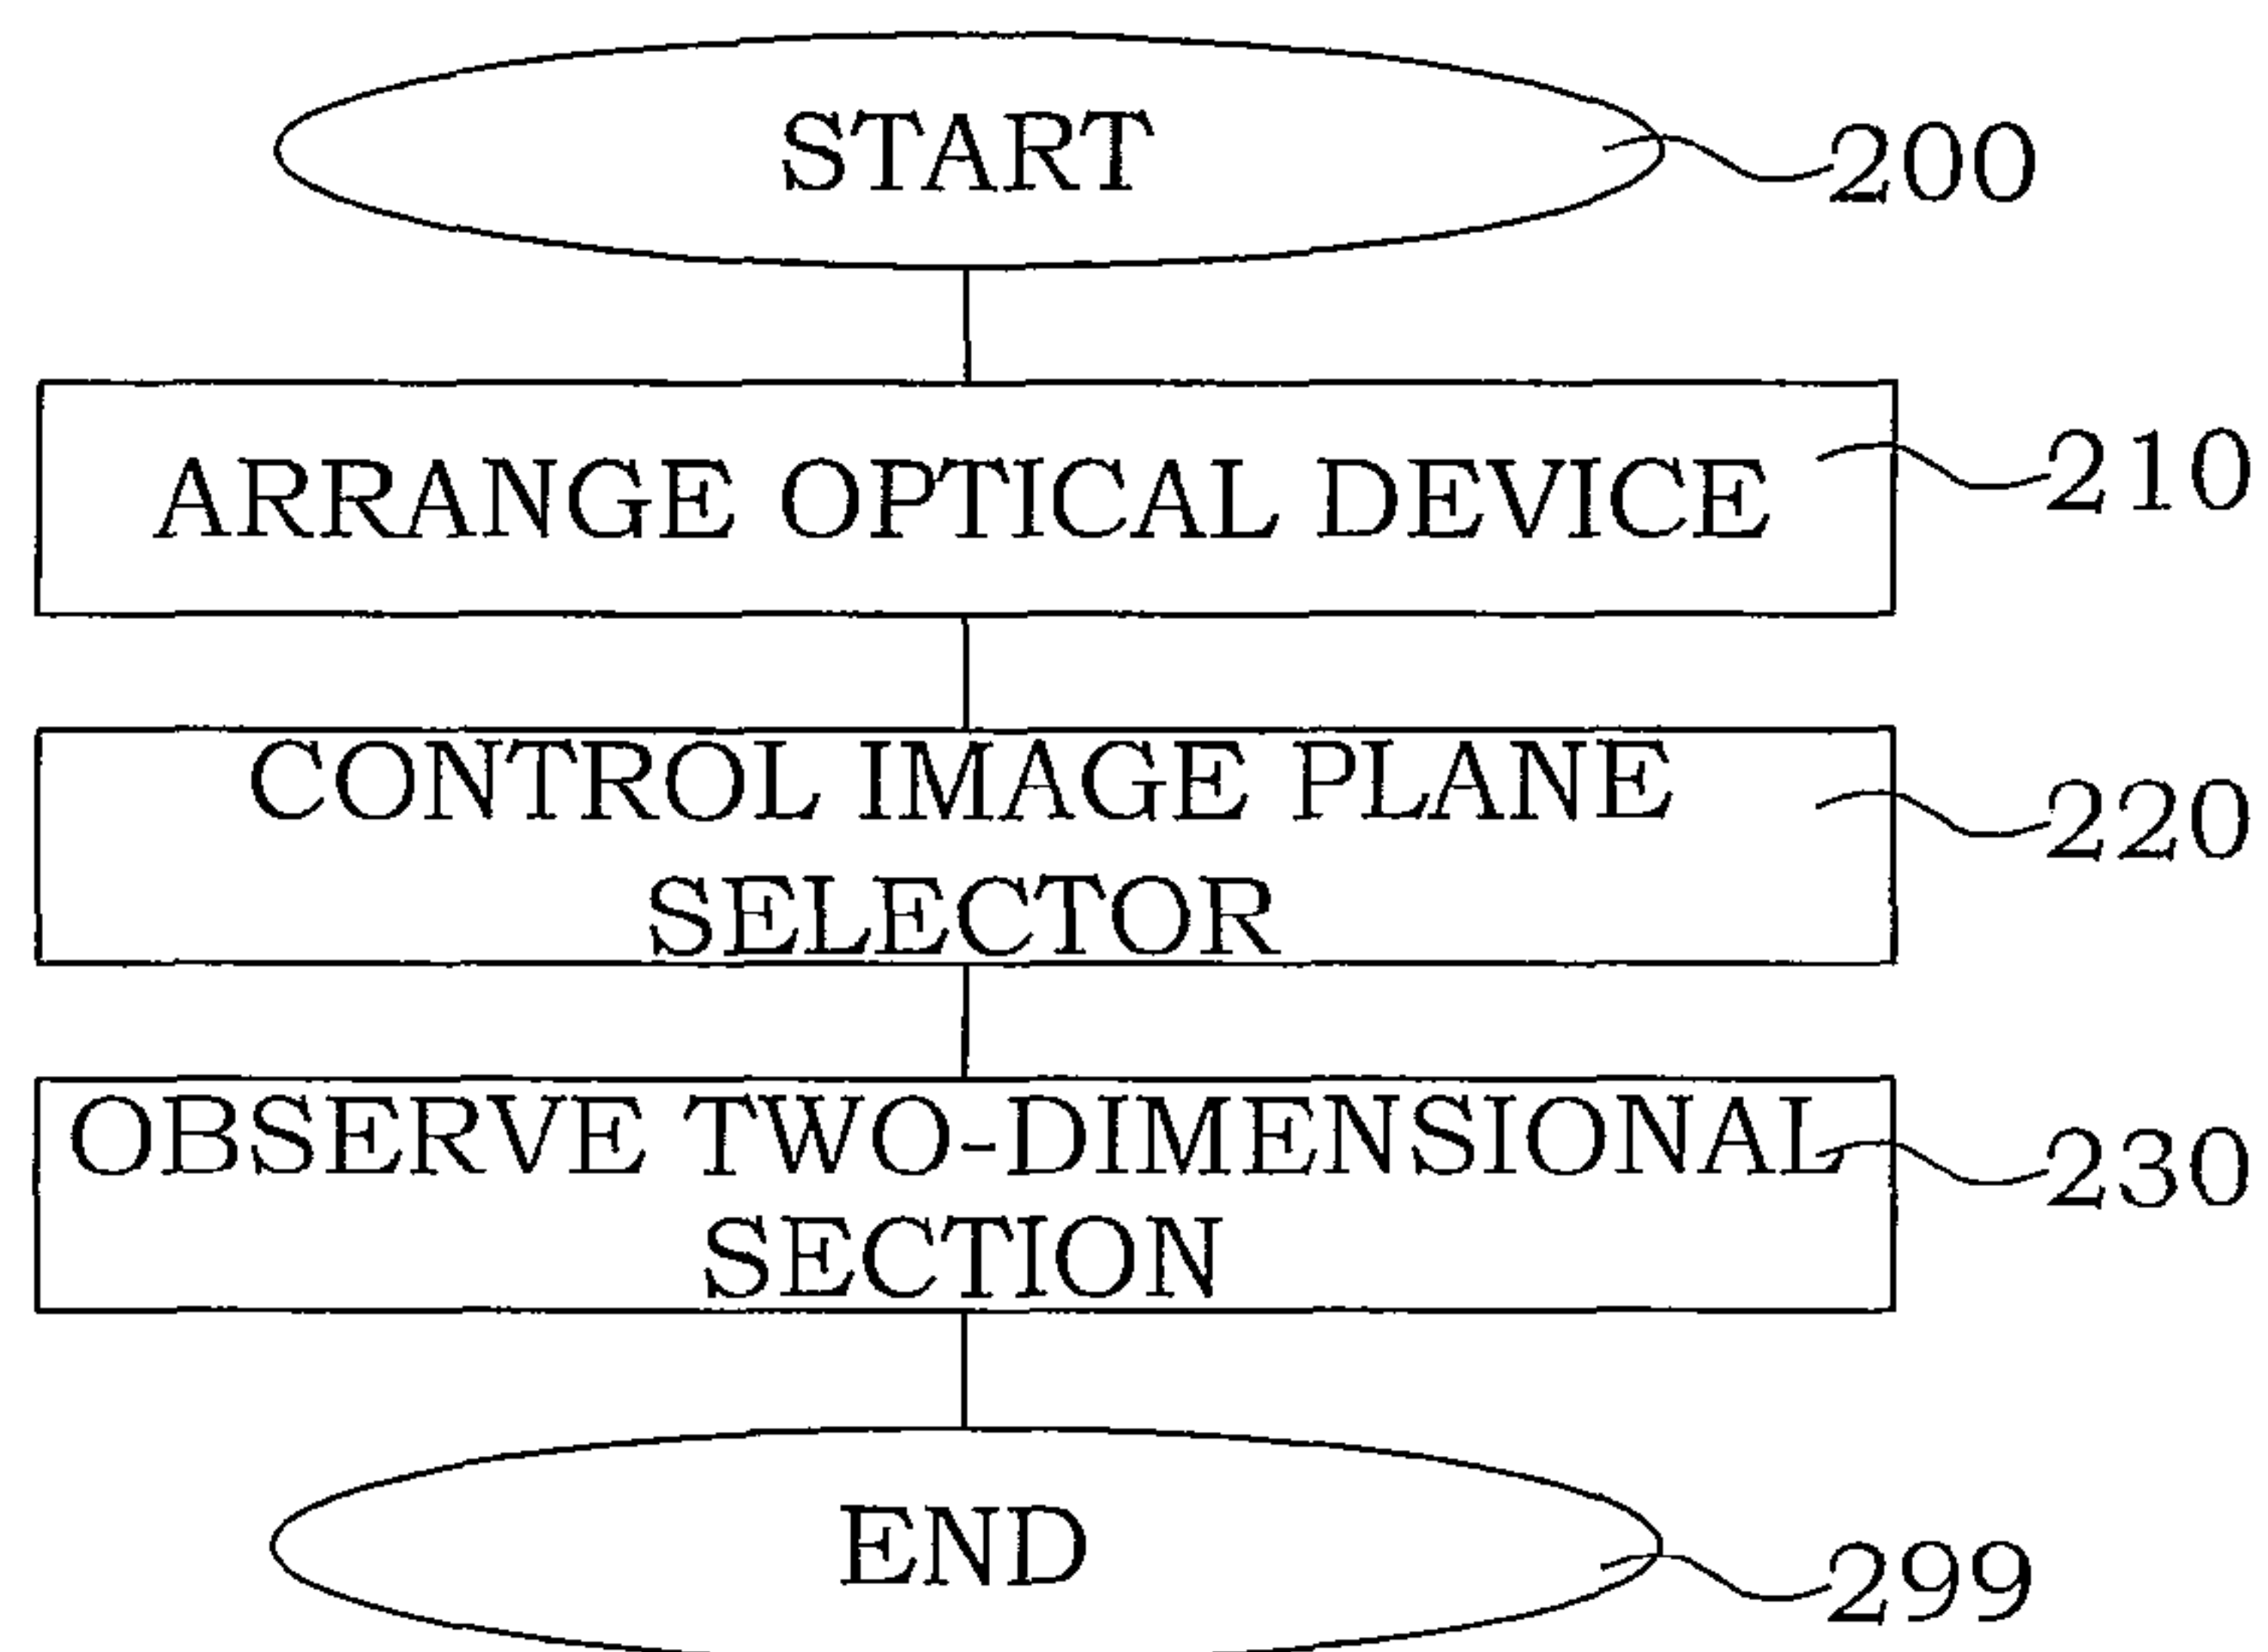 START
200
ARRANGE OPTICAL DEVICE
210
CONTROL IMAGE PLANE
SELECTOR
220
OBSERVE TWO-DIMENSIONAL
SECTION
230
END
299